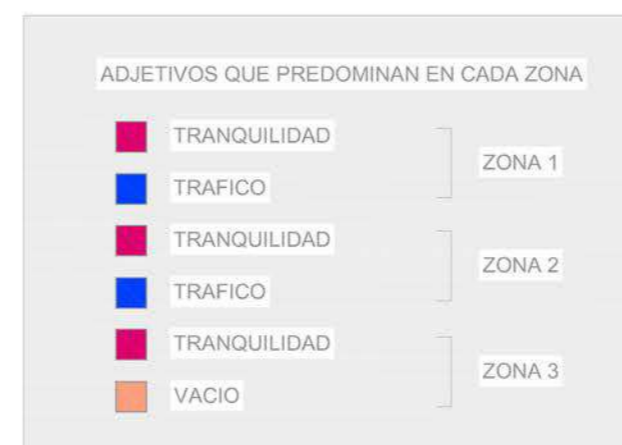 ADJETIVOS QUE PREDOMINAN EN CADA ZONA
TRANQUILIDAD
ZONA 1
TRAFICO
TRANQUILIDAD
ZONA 2
TRAFICO
TRANQUILIDAD
ZONA 3
VACIO